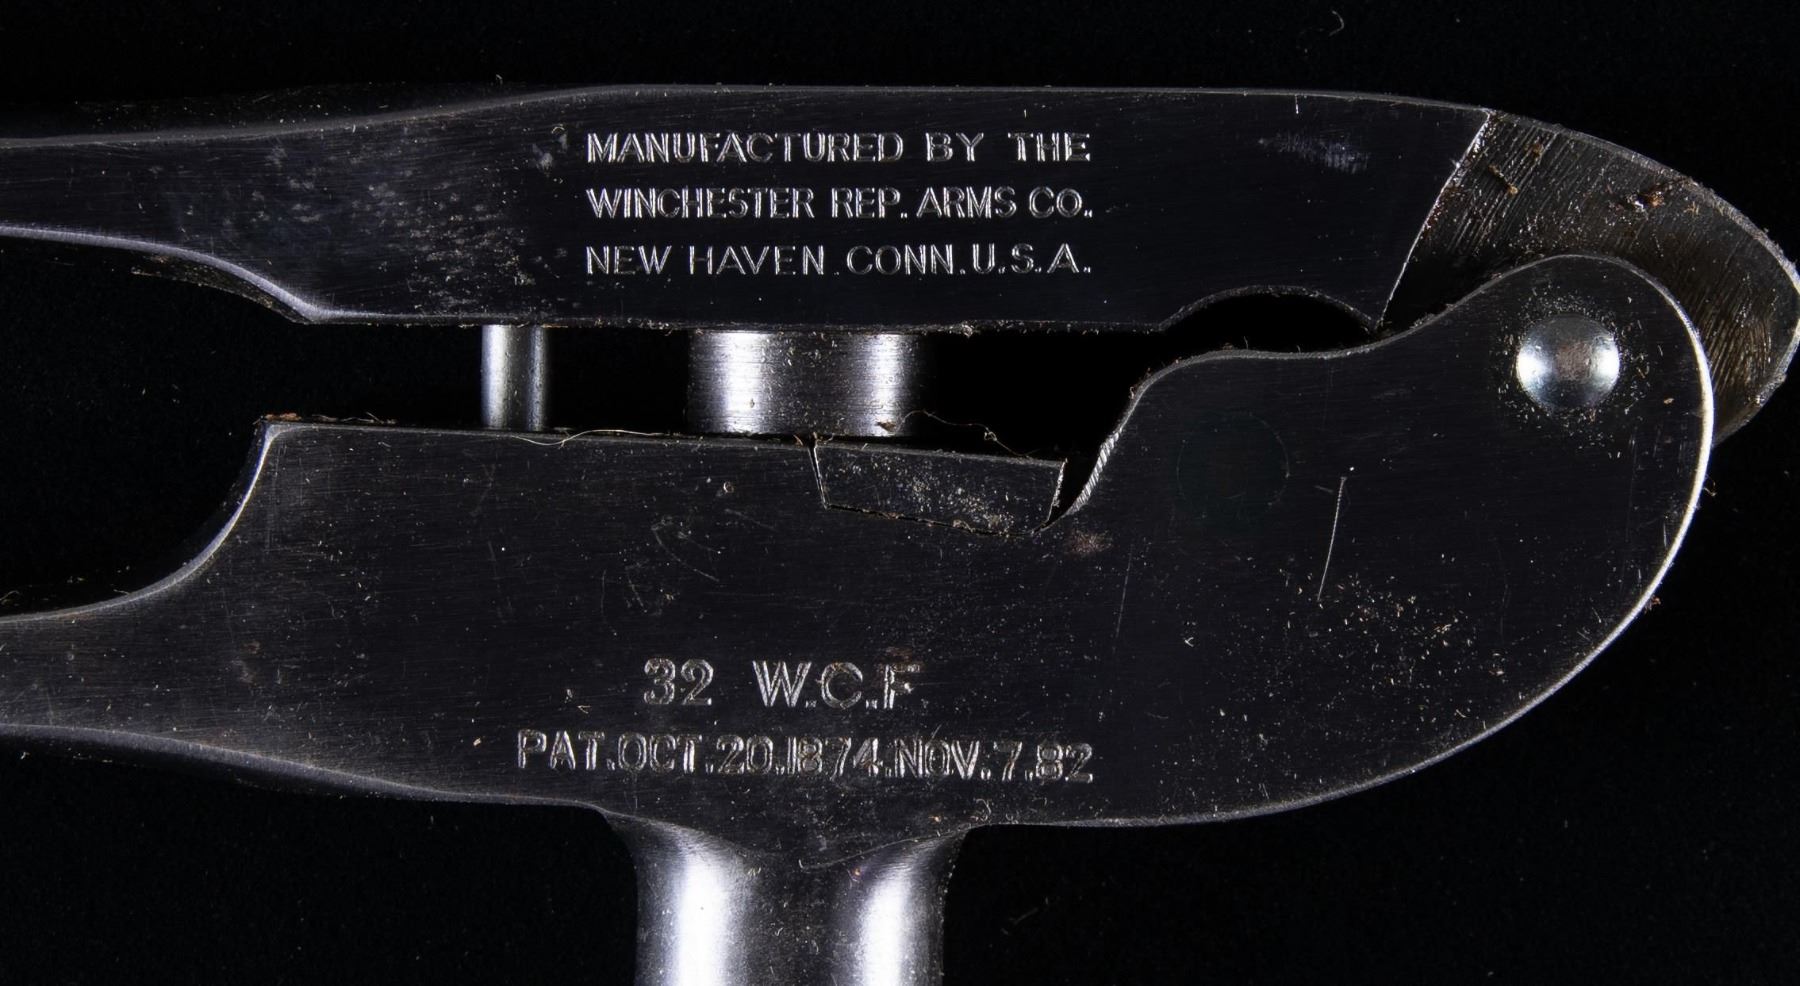 MANUFACTURED BY THE
WINCHESTER REP. ARMS CO.
NEW HAVEN. CONN. U.S.A.
32 W.C.F.
PAT. OCT. 20. 1874. NOV. 7. 82